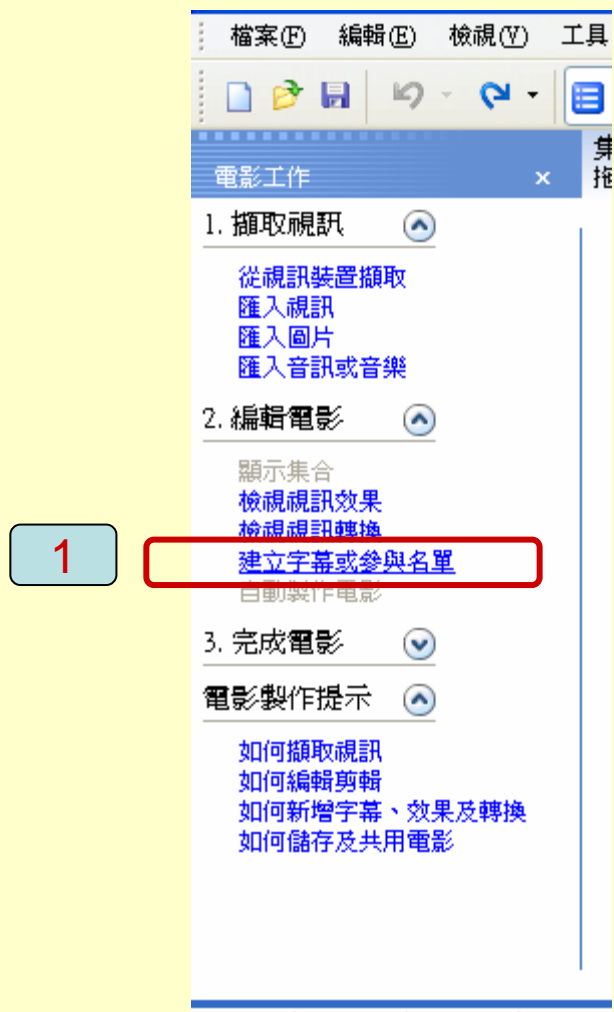 檔案(F) 編輯(E) 檢視(V) 工具
集
拖
電影工作
1. 擷取視訊
從視訊裝置擷取
匯入視訊
匯入圖片
匯入音訊或音樂
2. 編輯電影
顯示集合
檢視視訊效果
檢視視訊轉換
1 建立字幕或參與名單
自動製作電影
3. 完成電影
電影製作提示
如何擷取視訊
如何編輯剪輯
如何新增字幕、效果及轉換
如何儲存及共用電影